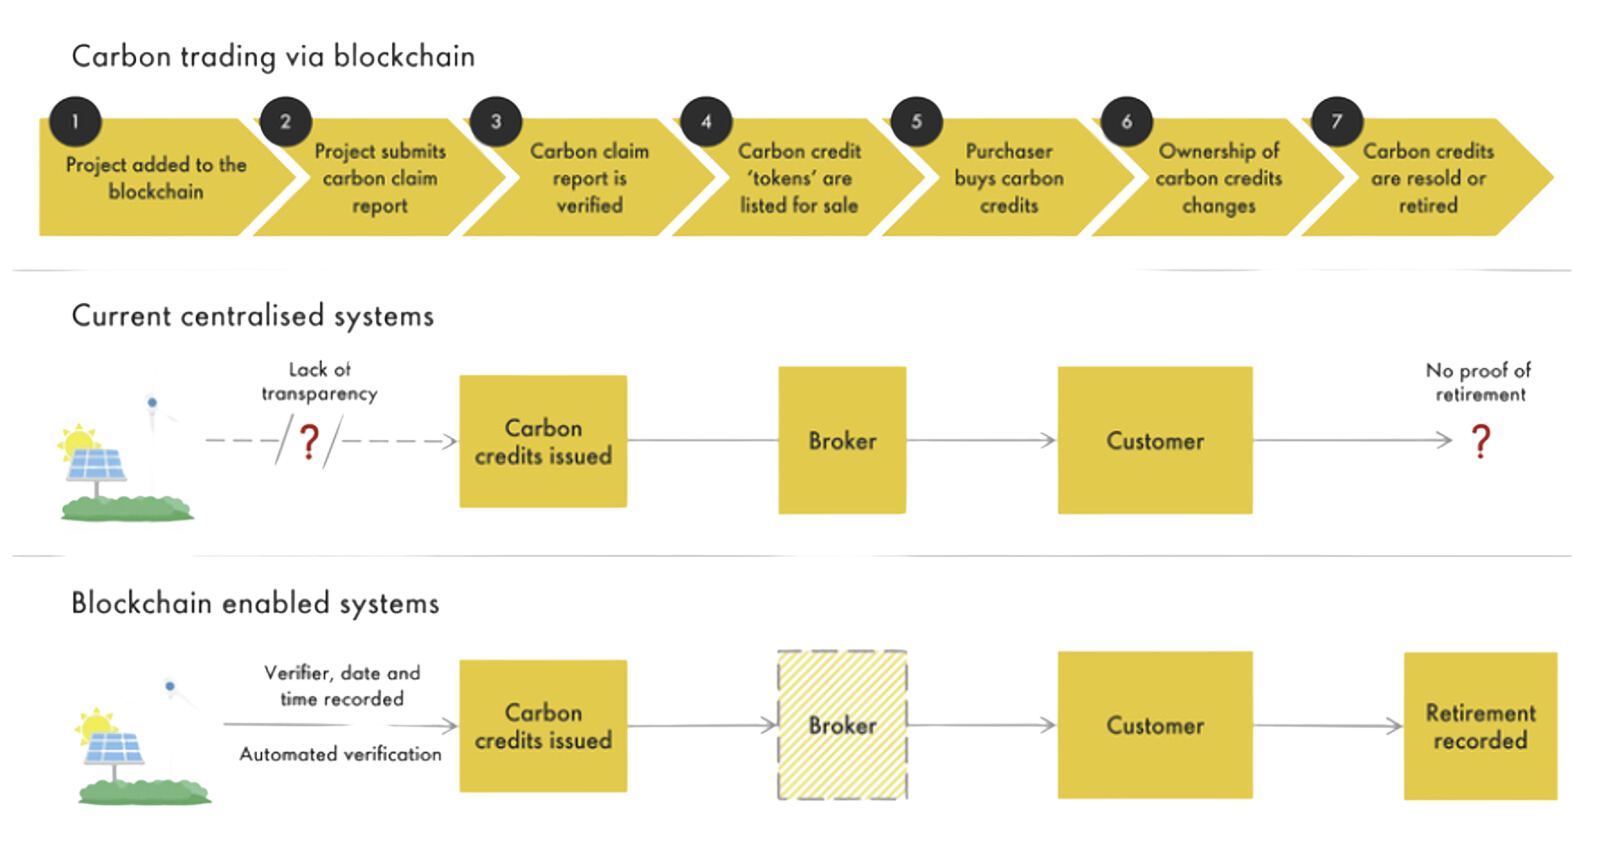 Carbon trading via blockchain
1
Project added to the
blockchain
2
Project submits
carbon claim
report
3
Carbon claim
report is
verified
4
Carbon credit
‘tokens’ are
listed for sale
5
Purchaser
buys carbon
credits
6
Ownership of
carbon credits
changes
7
Carbon credits
are resold or
retired
Current centralised systems
Lack of
transparency
?
Carbon
credits issued
Broker
Customer
No proof of
retirement
?
Blockchain enabled systems
Verifier, date and
time recorded
Automated verification
Carbon
credits issued
Broker
Customer
Retirement
recorded